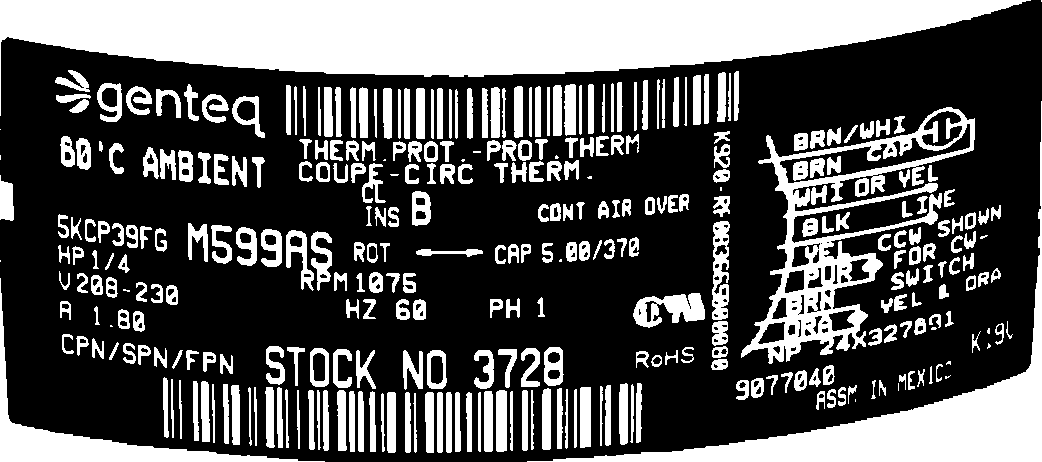 genteq
60°C AMBIENT
THERM.PROT.-PROT.THERM
COUPE-CIRC THERM.
CL
INS B
CONT AIR OVER
5KCP39FG M599AS
ROT ⟷ CAP 5.00/370
HP 1/4
RPM 1075
V 208-230
HZ 60 PH 1
A 1.80
RoHS
CPN/SPN/FPN STOCK NO 3728
BRN/WHI
BRN CAP
WHI OR YEL
BLK LINE
YEL CCW SHOWN
PUR FOR CW-
BRN SWITCH
ORA YEL & ORA
NP 24X327891
9077040
ASSM IN MEXICO